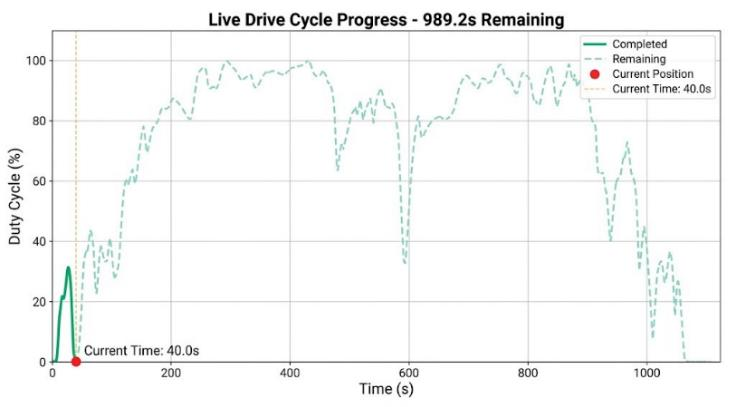 Live Drive Cycle Progress - 989.2s Remaining
Completed
Remaining
Current Position
Current Time: 40.0s
Duty Cycle (%)
100
80
60
40
20
0
Current Time: 40.0s
0 200 400 600 800 1000
Time (s)